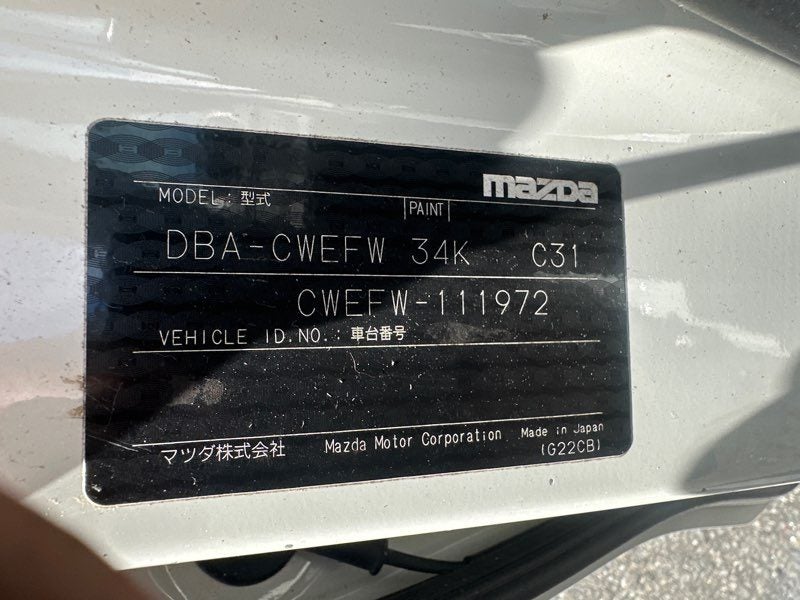 mazda
MODEL : 型式 |PAINT|
DBA-CWEFW 34K C31
CWEFW-111972
VEHICLE ID.NO. : 車台番号
マツダ株式会社 Mazda Motor Corporation Made in Japan
(G22CB)